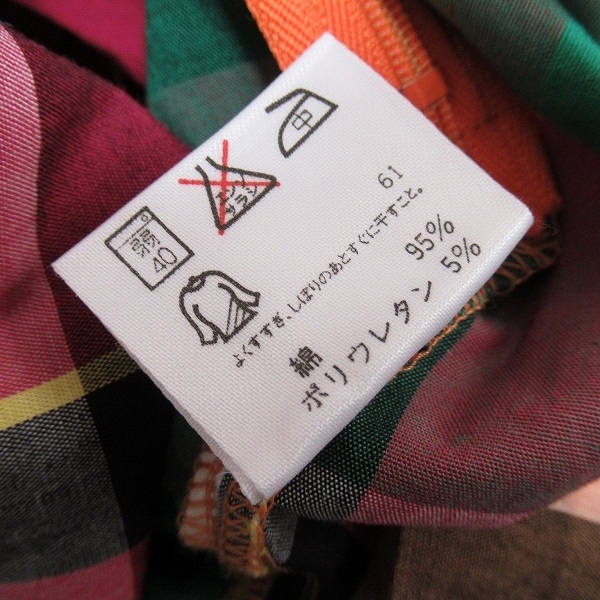 弱
40
エンソ
サラシ
中
61
よくすすぎ、しぼりのあとすぐに干すこと。
綿 95%
ポリウレタン 5%